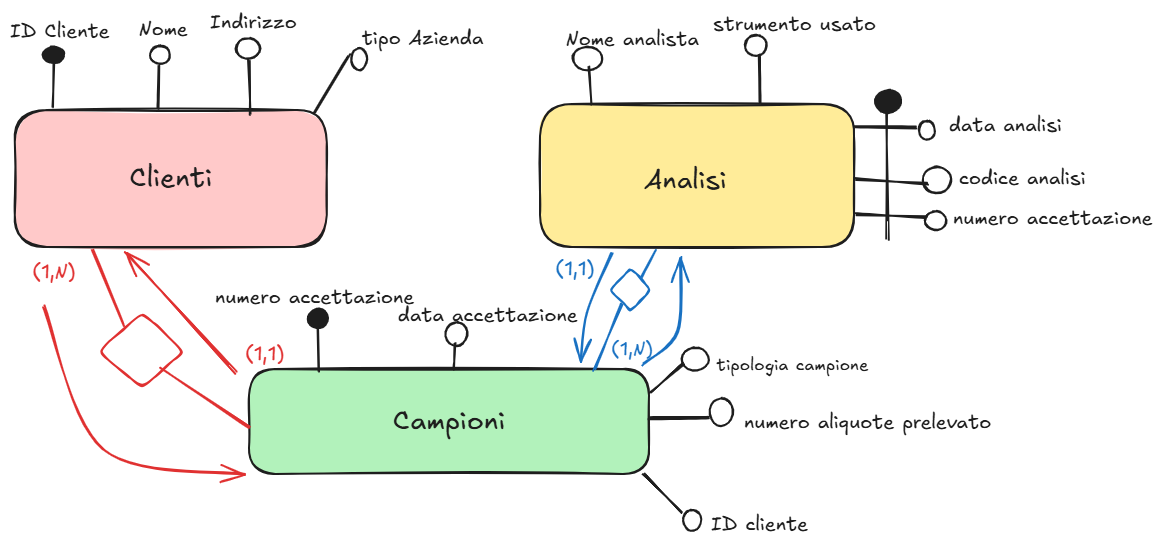 ID Cliente
Nome
Indirizzo
tipo Azienda
Nome analista
strumento usato
Clienti
Analisi
data analisi
codice analisi
numero accettazione
(1,N)
(1,1)
numero accettazione
data accettazione
(1,1)
(1,N)
tipologia campione
Campioni
numero aliquote prelevato
ID cliente